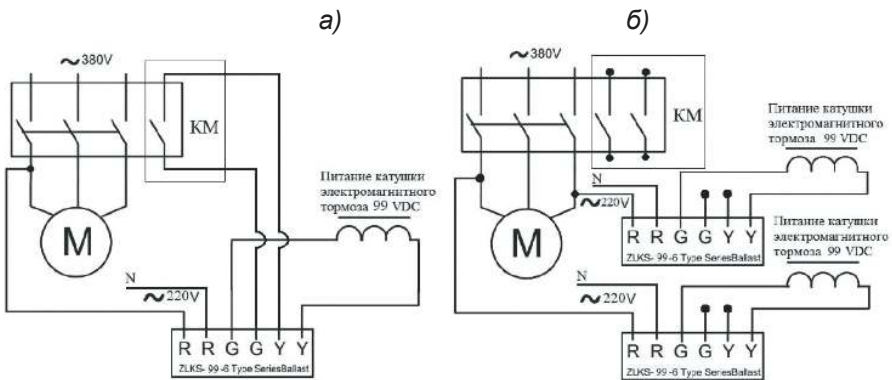 а)
б)
~380V
КМ
Питание катушки
электромагнитного
тормоза 99 VDC
M
N
~220V
R R G G Y Y
ZLKS- 99 -6 Type SeriesBallast
~380V
КМ
Питание катушки
электромагнитного
тормоза 99 VDC
N
~220V
M
R R G G Y Y
ZLKS- 99 -6 Type SeriesBallast
Питание катушки
электромагнитного
тормоза 99 VDC
N
~220V
R R G G Y Y
ZLKS- 99 -6 Type SeriesBallast